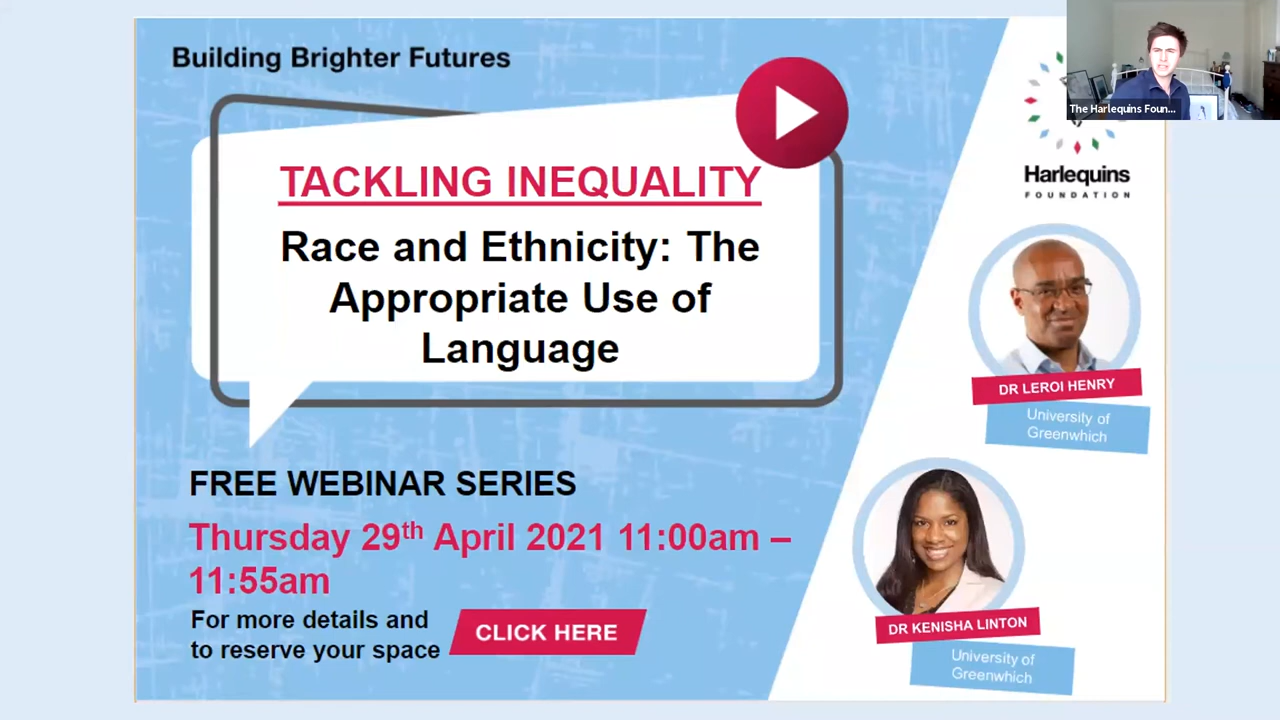 Building Brighter Futures
TACKLING INEQUALITY
Race and Ethnicity: The
Appropriate Use of
Language
FREE WEBINAR SERIES
Thursday 29th April 2021 11:00am –
11:55am
For more details and
to reserve your space
CLICK HERE
The Harlequins Foun...
Harlequins
FOUNDATION
DR LEROI HENRY
University of
Greenwhich
DR KENISHA LINTON
University of
Greenwhich